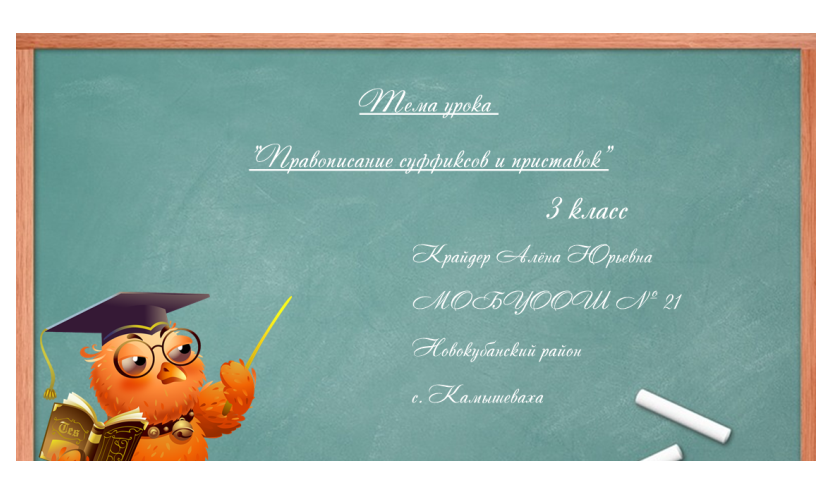 Тема урока
"Правописание суффиксов и приставок"
3 класс
Крайдер Алёна Юрьевна
МОБУООШ № 21
Новокубанский район
с. Камышеваха